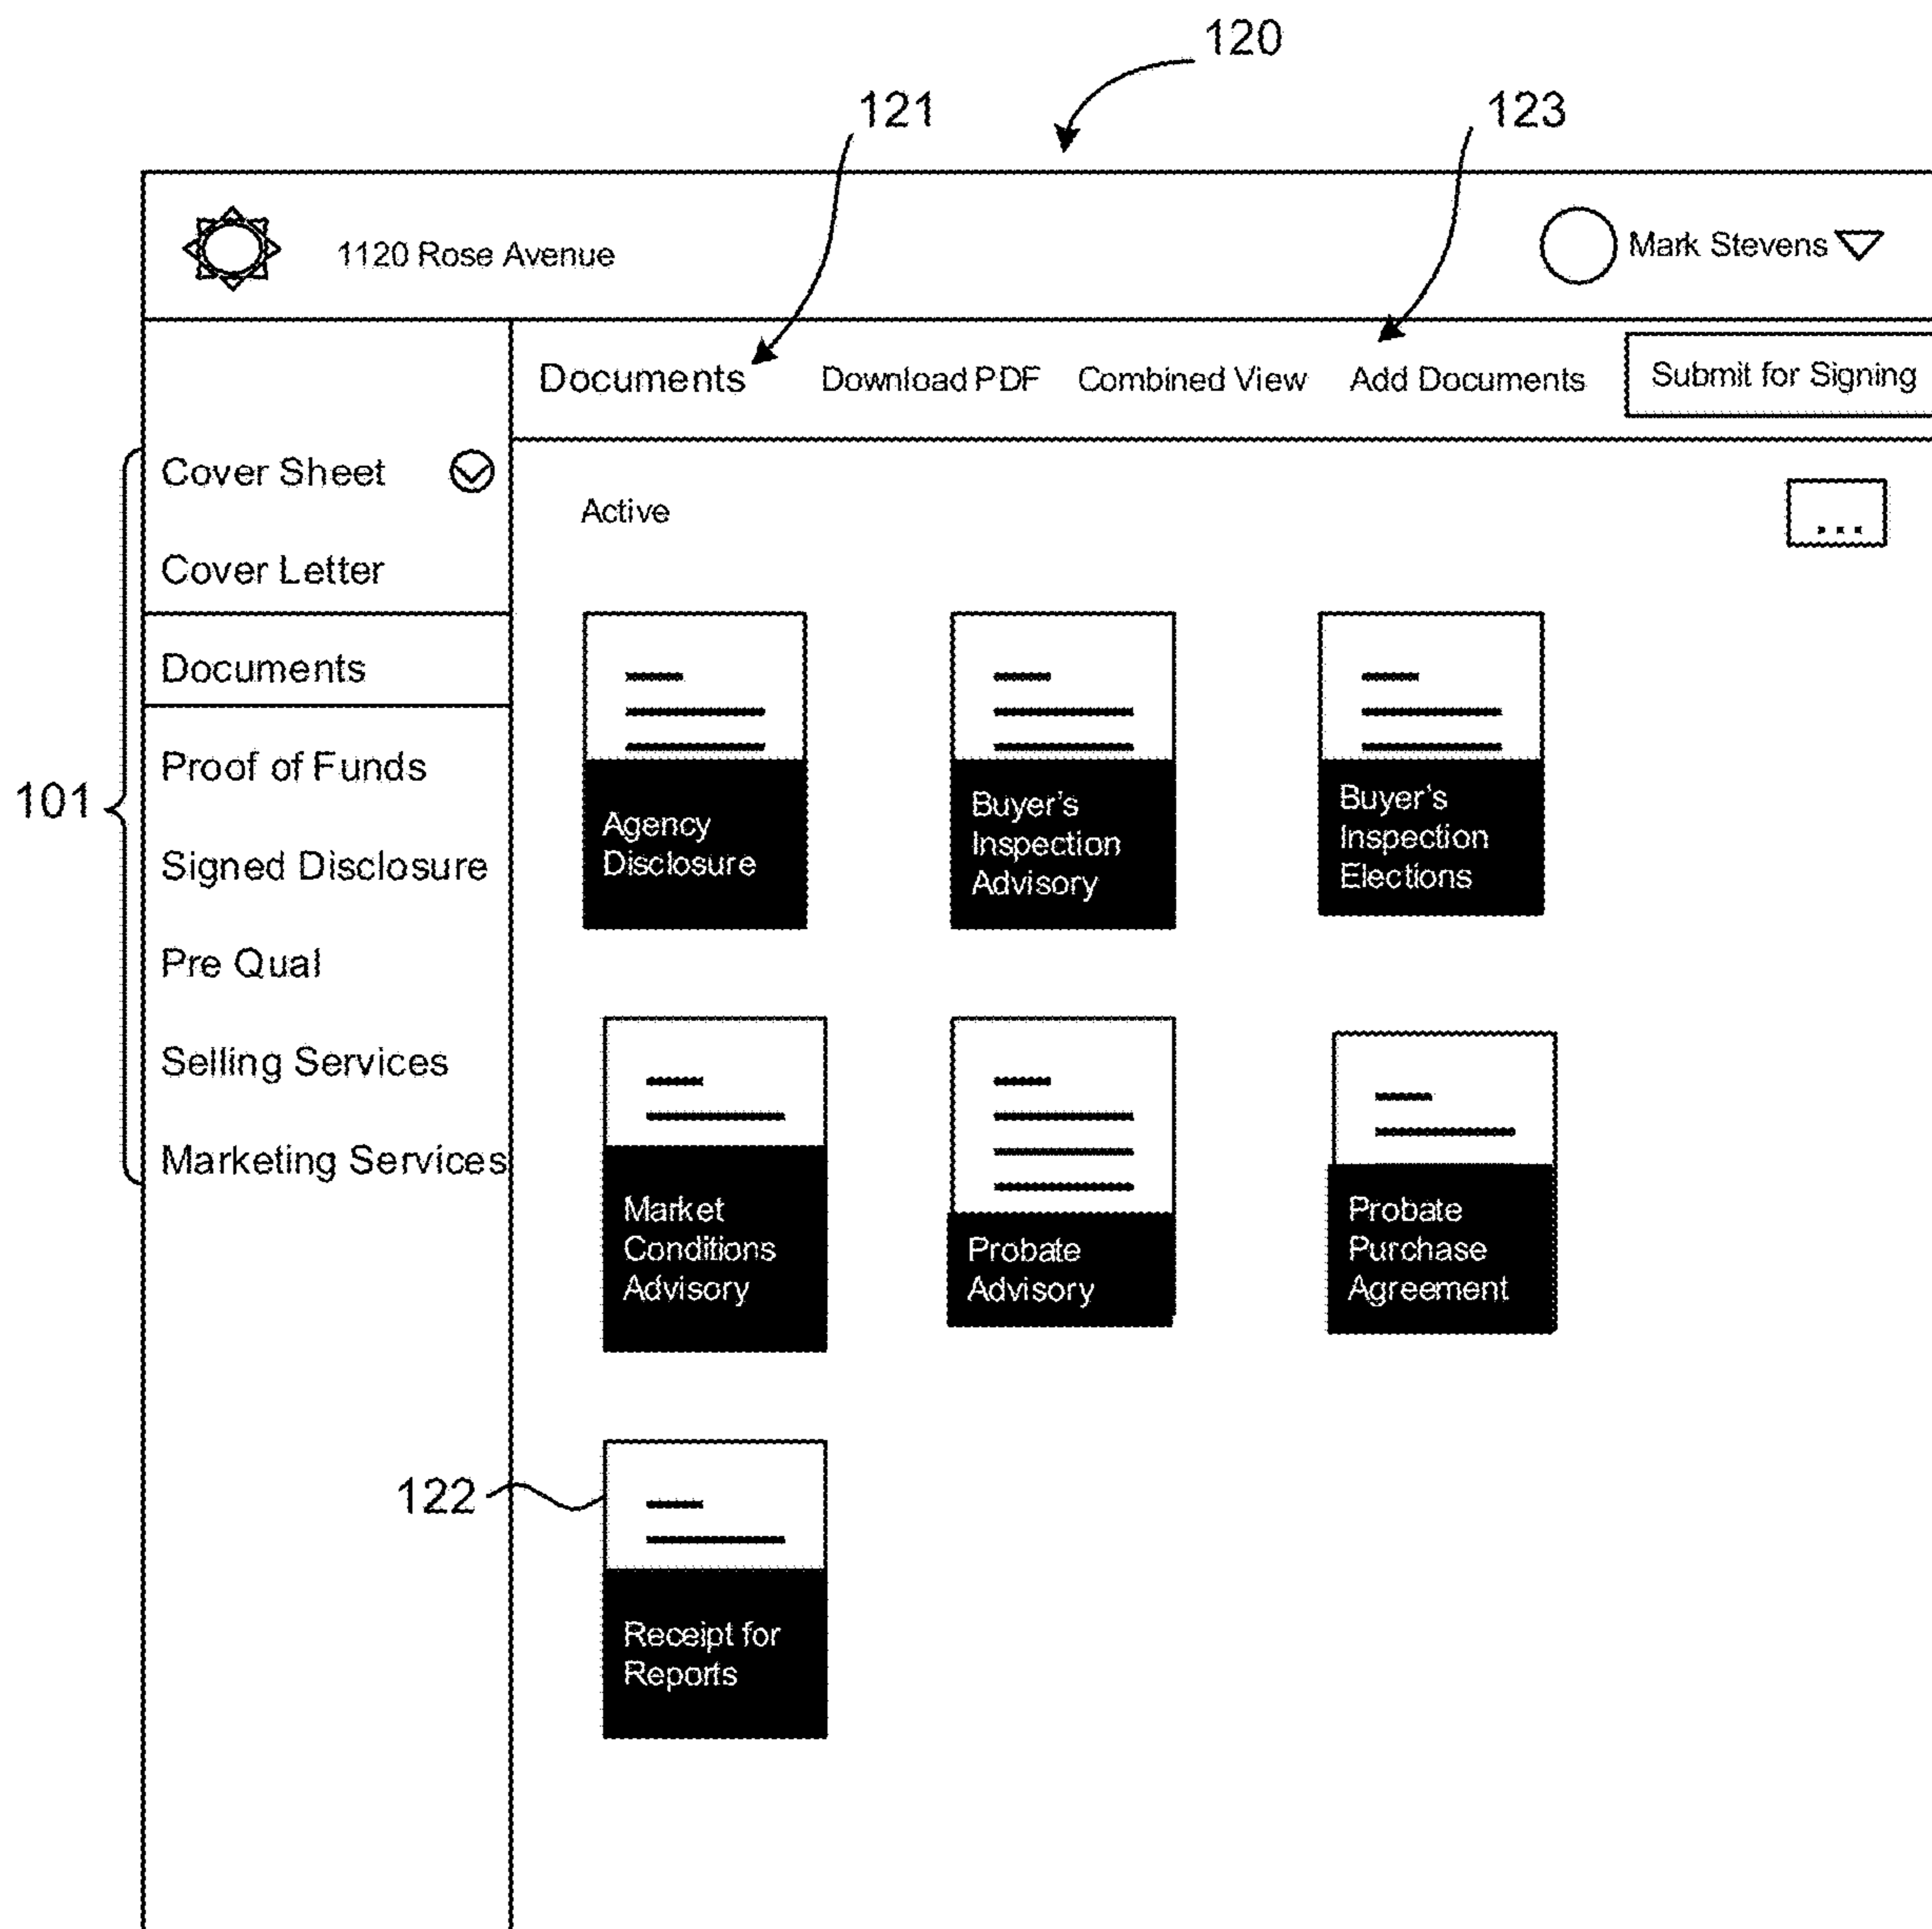 120
121
123
1120 Rose Avenue
Mark Stevens
Documents
Download PDF
Combined View
Add Documents
Submit for Signing
101
Cover Sheet
Cover Letter
Documents
Proof of Funds
Signed Disclosure
Pre Qual
Selling Services
Marketing Services
Active
...
Agency
Disclosure
Buyer's
Inspection
Advisory
Buyer's
Inspection
Elections
Market
Conditions
Advisory
Probate
Advisory
Probate
Purchase
Agreement
122
Receipt for
Reports